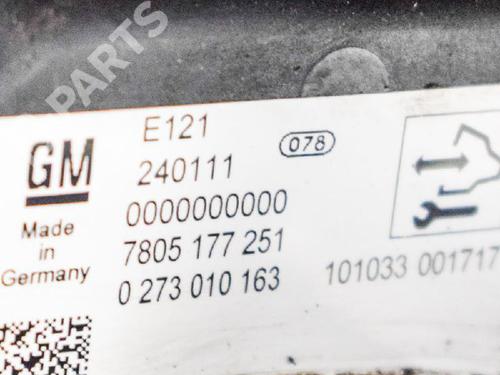 PARTS
GM
E121
240111
078
0000000000
Made
in
Germany
7805 177 251
0 273 010 163
101033 001717